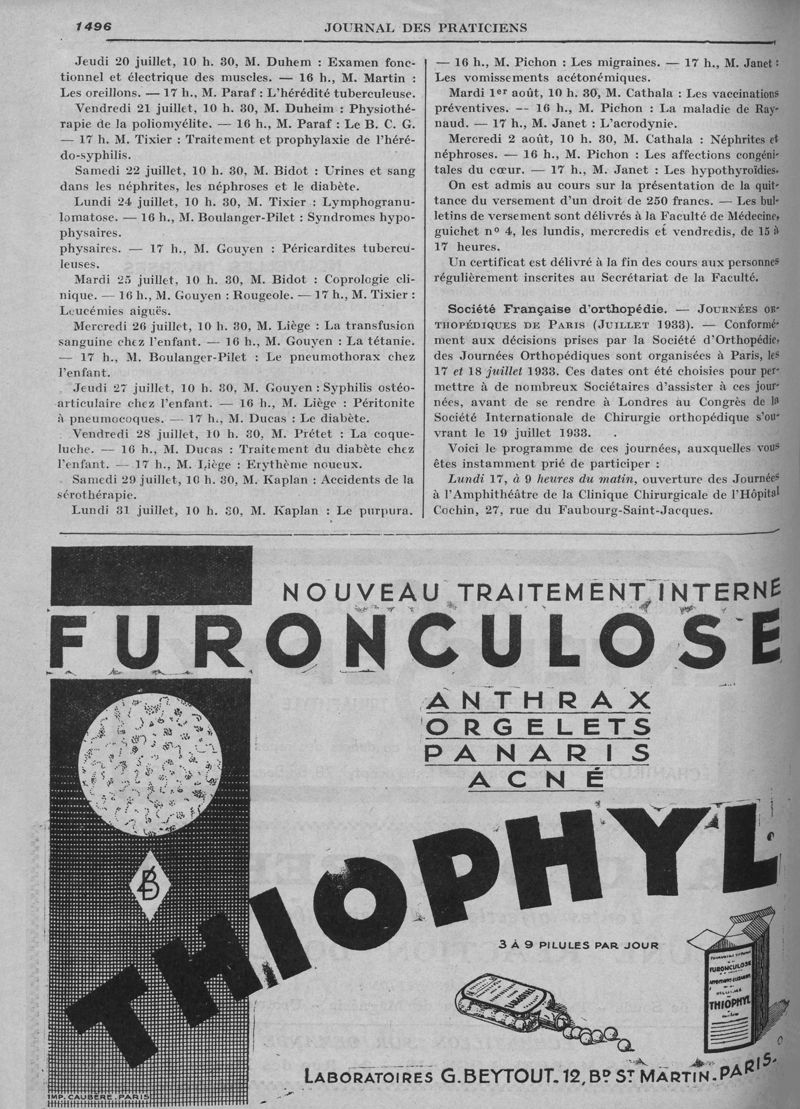 1496
JOURNAL DES PRATICIENS
Jeudi 20 juillet, 10 h. 30, M. Duhem : Examen fonc-
tionnel et électrique des muscles. — 16 h., M. Martin :
Les oreillons. — 17 h., M. Paraf : L'hérédité tuberculeuse.
Vendredi 21 juillet, 10 h. 30, M. Duheim : Physiothé-
rapie de la poliomyélite. — 16 h., M. Paraf : Le B. C. G.
— 17 h. M. Tixier : Traitement et prophylaxie de l'héré-
do-syphilis.
Samedi 22 juillet, 10 h. 30, M. Bidot : Urines et sang
dans les néphrites, les néphroses et le diabète.
Lundi 24 juillet, 10 h. 30, M. Tixier : Lymphogranu-
lomatose. — 16 h., M. Boulanger-Pilet : Syndromes hypo-
physaires.
physaires. — 17 h., M. Gouyen : Péricardites tubercu-
leuses.
Mardi 25 juillet, 10 h. 30, M. Bidot : Coprologie cli-
nique. — 16 h., M. Gouyen : Rougeole. — 17 h., M. Tixier :
Leucémies aiguës.
Mercredi 26 juillet, 10 h. 30, M. Liège : La transfusion
sanguine chez l'enfant. — 16 h., M. Gouyen : La tétanie.
— 17 h., M. Boulanger-Pilet : Le pneumothorax chez
l'enfant.
Jeudi 27 juillet, 10 h. 30, M. Gouyen : Syphilis ostéo-
articulaire chez l'enfant. — 16 h., M. Liège : Péritonite
à pneumocoques. — 17 h., M. Ducas : Le diabète.
Vendredi 28 juillet, 10 h. 30, M. Prétet : La coque-
luche. — 16 h., M. Ducas : Traitement du diabète chez
l'enfant. — 17 h., M. Liège : Erythème noueux.
Samedi 29 juillet, 10 h. 30, M. Kaplan : Accidents de la
sérothérapie.
Lundi 31 juillet, 10 h. 30, M. Kaplan : Le purpura.
— 16 h., M. Pichon : Les migraines. — 17 h., M. Janet :
Les vomissements acétonémiques.
Mardi 1er août, 10 h. 30, M. Cathala : Les vaccinations
préventives. — 16 h., M. Pichon : La maladie de Ray-
naud. — 17 h., M. Janet : L'acrodynie.
Mercredi 2 août, 10 h. 30, M. Cathala : Néphrites et
néphroses. — 16 h., M. Pichon : Les affections congéni-
tales du cœur. — 17 h., M. Janet : Les hypothyroïdies.
On est admis au cours sur la présentation de la quit-
tance du versement d'un droit de 250 francs. — Les bul-
letins de versement sont délivrés à la Faculté de Médecine,
guichet n° 4, les lundis, mercredis et vendredis, de 15 à
17 heures.
Un certificat est délivré à la fin des cours aux personnes
régulièrement inscrites au Secrétariat de la Faculté.
Société Française d'orthopédie. — JOURNÉES OR-
THOPÉDIQUES DE PARIS (JUILLET 1933). — Conformé-
ment aux décisions prises par la Société d'Orthopédie,
des Journées Orthopédiques sont organisées à Paris, les
17 et 18 juillet 1933. Ces dates ont été choisies pour per-
mettre à de nombreux Sociétaires d'assister à ces jour-
nées, avant de se rendre à Londres au Congrès de la
Société Internationale de Chirurgie orthopédique s'ou-
vrant le 19 juillet 1933.
Voici le programme de ces journées, auxquelles vous
êtes instamment prié de participer :
Lundi 17, à 9 heures du matin, ouverture des Journées
à l'Amphithéâtre de la Clinique Chirurgicale de l'Hôpital
Cochin, 27, rue du Faubourg-Saint-Jacques.
NOUVEAU TRAITEMENT INTERNE
FURONCULOSE
ANTHRAX
ORGELETS
PANARIS
ACNÉ
THIOPHYL
3 À 9 PILULES PAR JOUR
FURONCULOSE
THIOPHYL
LABORATOIRES G. BEYTOUT. 12, BD ST MARTIN. PARIS.
IMP. CAUBÈRE. PARIS